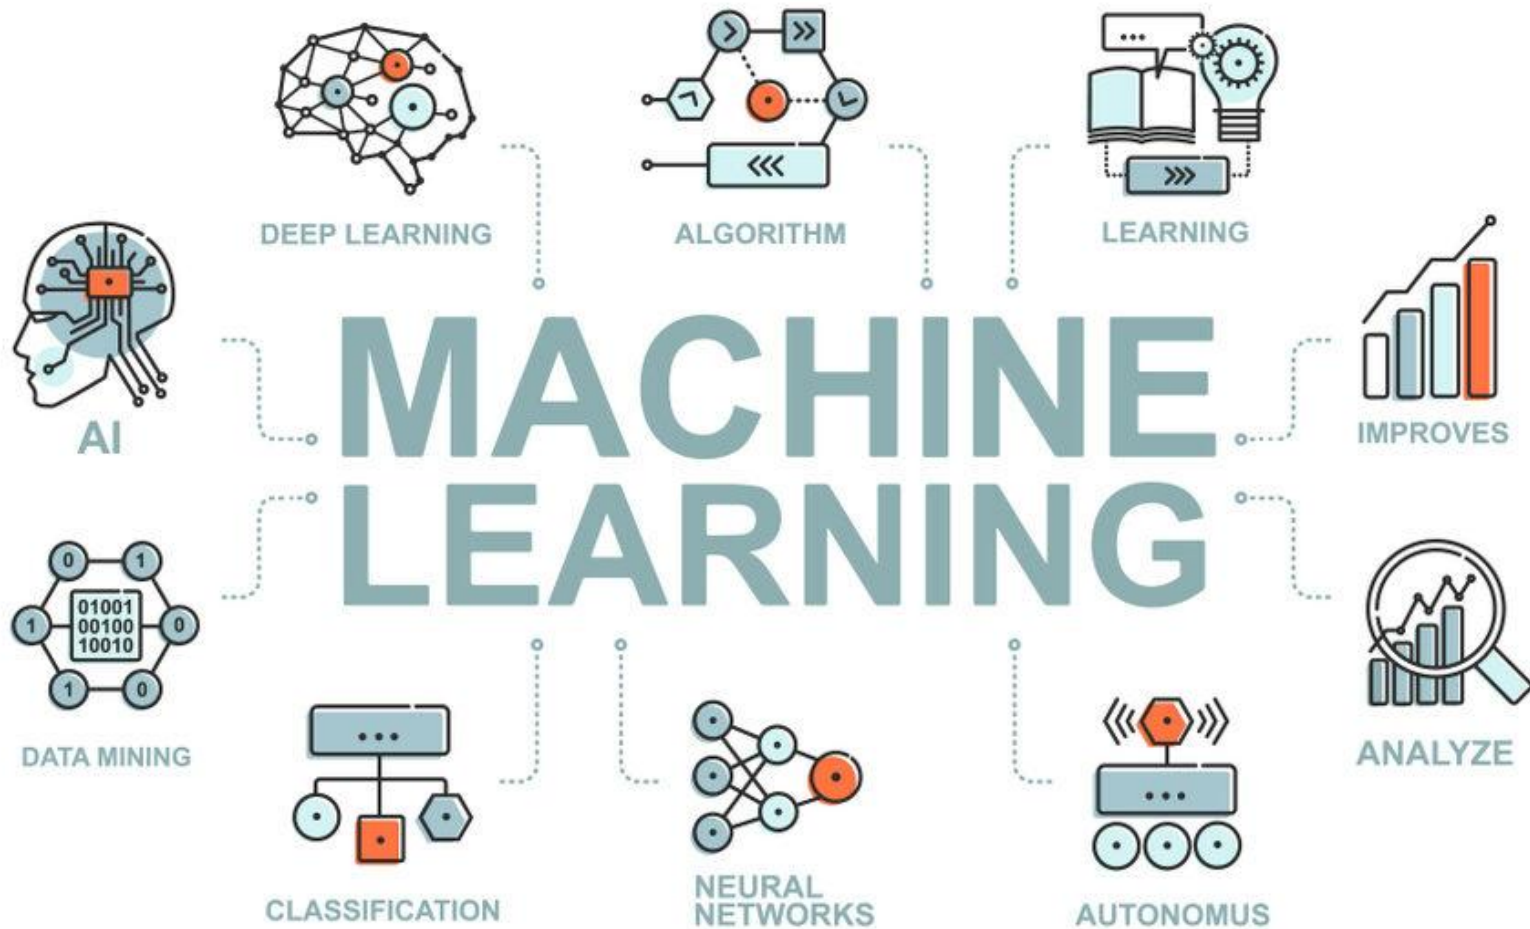 DEEP LEARNING
ALGORITHM
LEARNING
AI
MACHINE
LEARNING
IMPROVES
0 1
1 01001 0
00100
10010
1 0
DATA MINING
ANALYZE
CLASSIFICATION
NEURAL
NETWORKS
AUTONOMUS